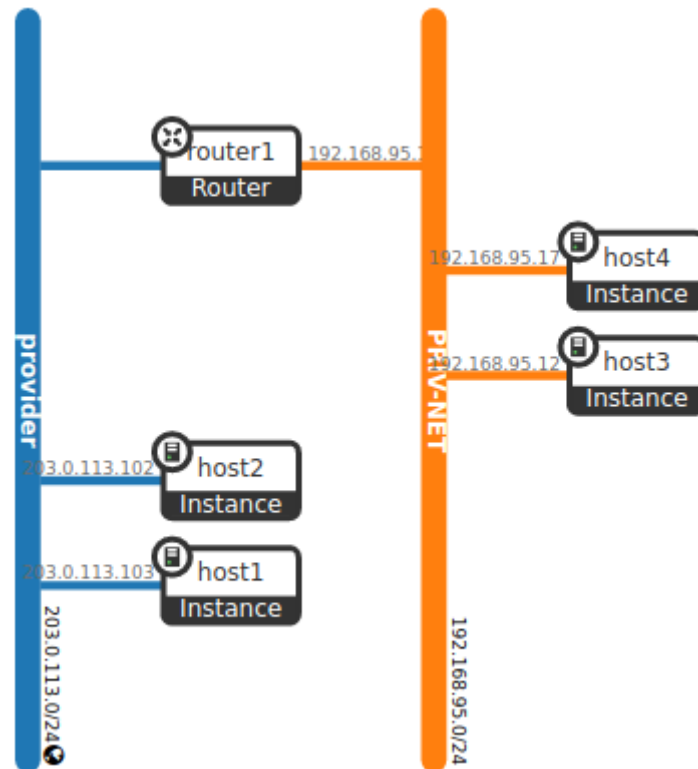 router1
Router
192.168.95.1
host4
Instance
192.168.95.17
host3
Instance
192.168.95.12
provider
PRIV-NET
host2
Instance
203.0.113.102
host1
Instance
203.0.113.103
203.0.113.0/24
192.168.95.0/24